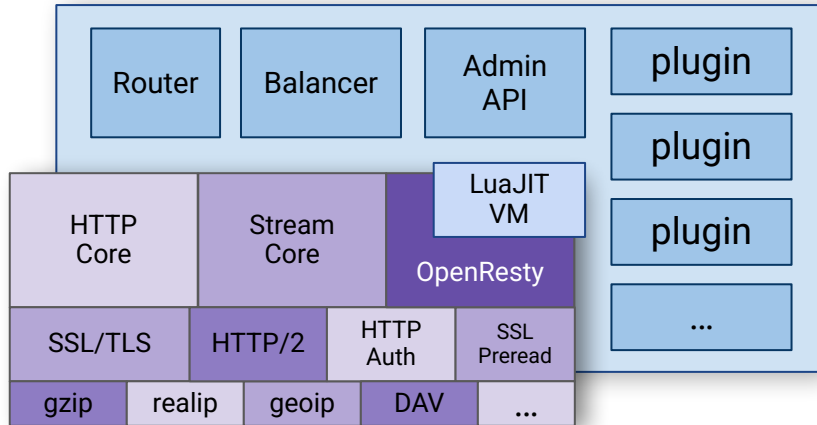 Router
Balancer
Admin
API
plugin
plugin
plugin
...
LuaJIT
VM
HTTP
Core
Stream
Core
OpenResty
SSL/TLS
HTTP/2
HTTP
Auth
SSL
Preread
gzip
realip
geoip
DAV
...